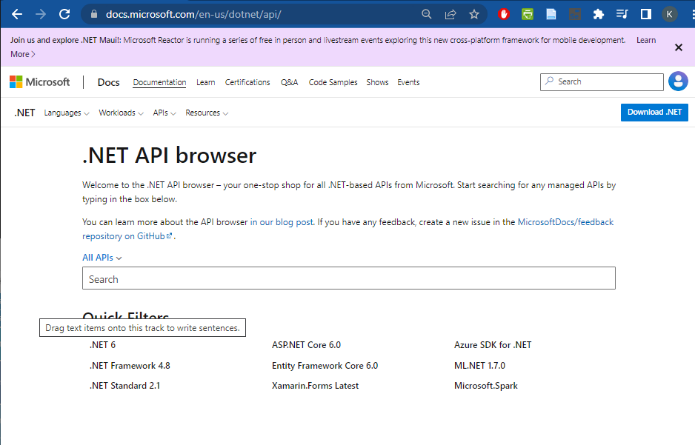 docs.microsoft.com/en-us/dotnet/api/
K
Join us and explore .NET Maui!: Microsoft Reactor is running a series of free in person and livestream events exploring this new cross-platform framework for mobile development. Learn
More >
Microsoft Docs Documentation Learn Certifications Q&A Code Samples Shows Events Search
.NET Languages Workloads APIs Resources Download .NET
.NET API browser
Welcome to the .NET API browser – your one-stop shop for all .NET-based APIs from Microsoft. Start searching for any managed APIs by
typing in the box below.
You can learn more about the API browser in our blog post. If you have any feedback, create a new issue in the MicrosoftDocs/feedback
repository on GitHub.
All APIs
Search
Quick Filters
Drag text items onto this track to write sentences.
.NET 6 ASP.NET Core 6.0 Azure SDK for .NET
.NET Framework 4.8 Entity Framework Core 6.0 ML.NET 1.7.0
.NET Standard 2.1 Xamarin.Forms Latest Microsoft.Spark